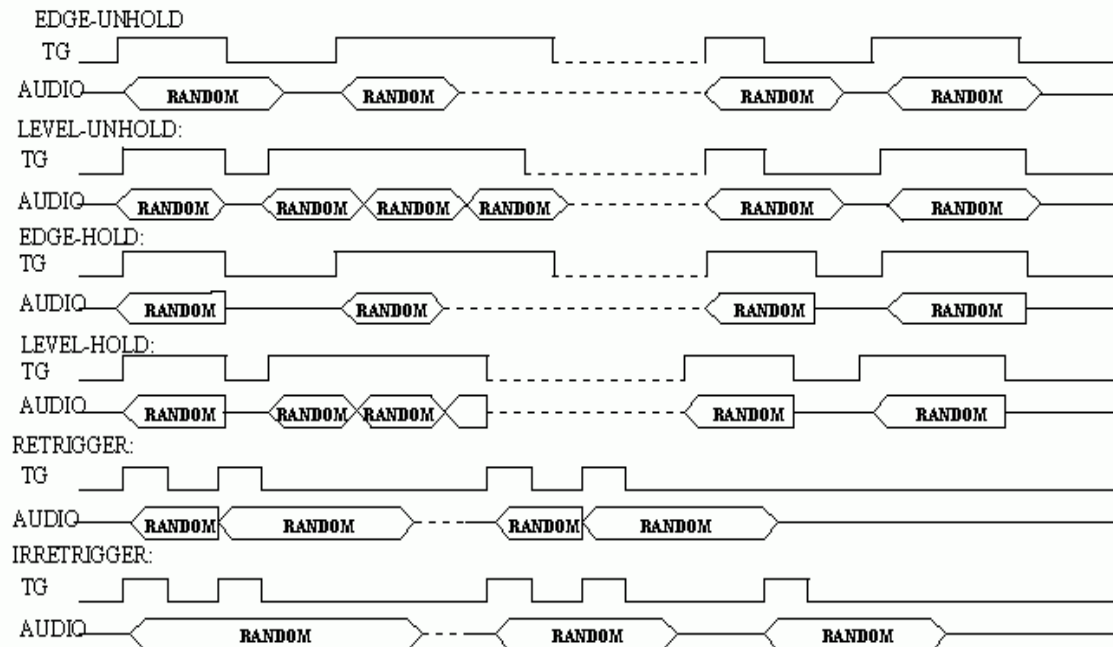 EDGE-UNHOLD
TG
AUDIO RANDOM RANDOM RANDOM RANDOM
LEVEL-UNHOLD:
TG
AUDIO RANDOM RANDOM RANDOM RANDOM RANDOM RANDOM
EDGE-HOLD:
TG
AUDIO RANDOM RANDOM RANDOM RANDOM
LEVEL-HOLD:
TG
AUDIO RANDOM RANDOM RANDOM RANDOM RANDOM
RETRIGGER:
TG
AUDIO RANDOM RANDOM RANDOM RANDOM
IRRETRIGGER:
TG
AUDIO RANDOM RANDOM RANDOM